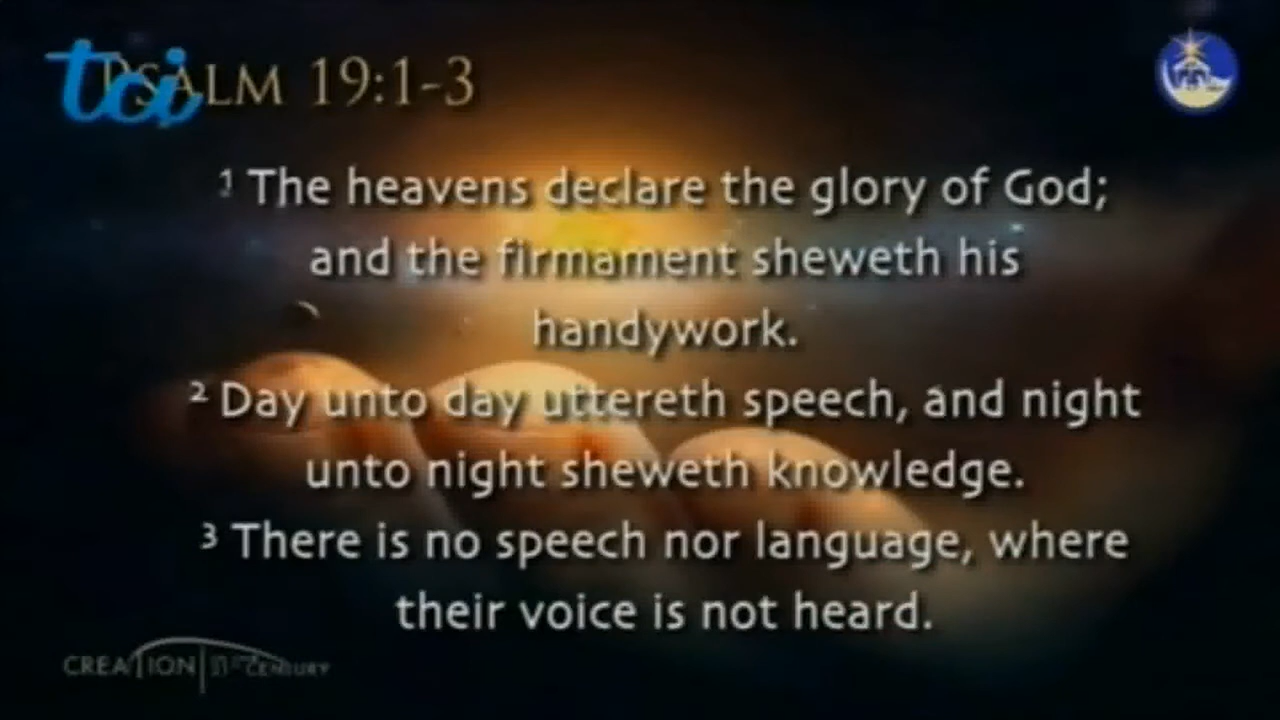 tci
PSALM 19:1-3
1 The heavens declare the glory of God;
and the firmament sheweth his
handywork.
2 Day unto day uttereth speech, and night
unto night sheweth knowledge.
3 There is no speech nor language, where
their voice is not heard.
CREATION CENTURY